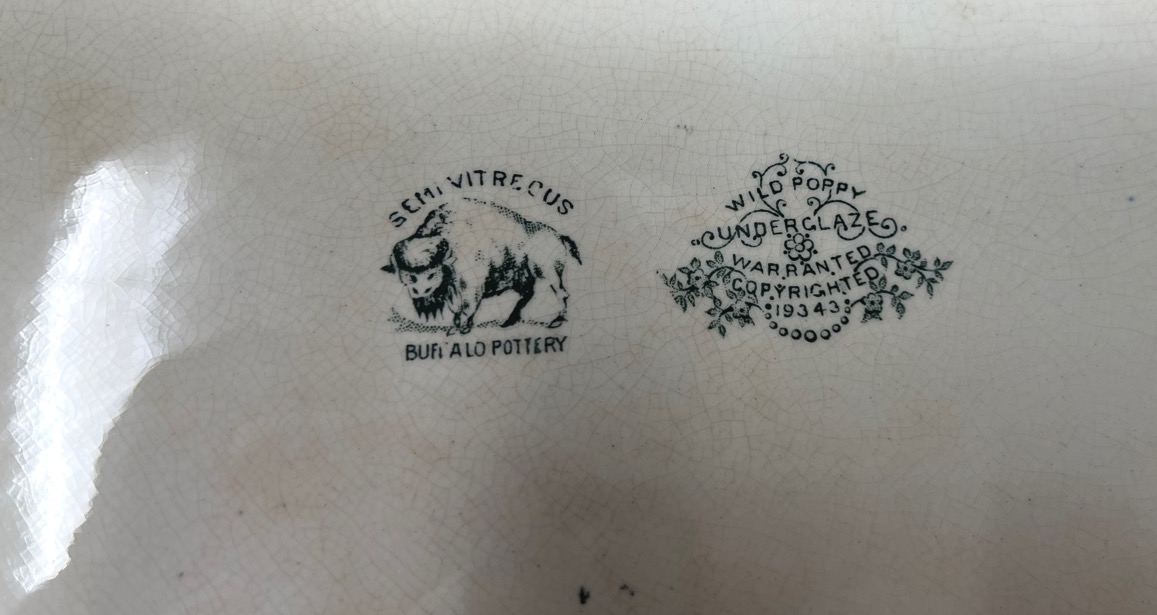 SEMI VITREOUS
BUFFALO POTTERY
WILD POPPY
UNDERGLAZE
WARRANTED
COPYRIGHTED
19343